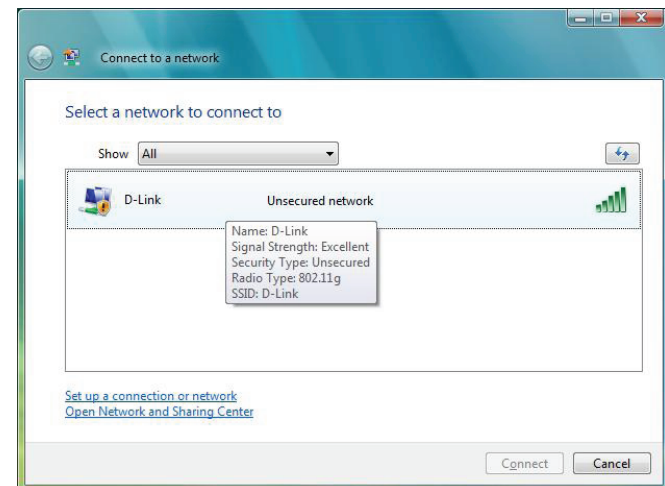 Connect to a network
Select a network to connect to
Show All
D-Link Unsecured network
Name: D-Link
Signal Strength: Excellent
Security Type: Unsecured
Radio Type: 802.11g
SSID: D-Link
Set up a connection or network
Open Network and Sharing Center
Connect Cancel